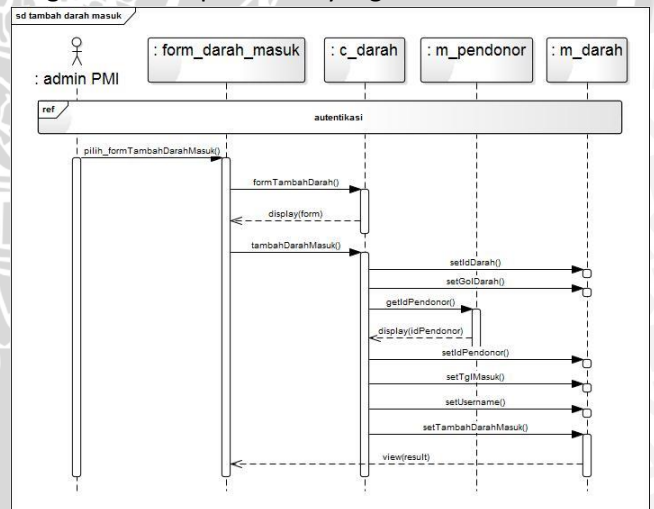 sd tambah darah masuk
: admin PMI
: form_darah_masuk
: c_darah
: m_pendonor
: m_darah
ref
autentikasi
pilih_formTambahDarahMasuk()
formTambahDarah()
display(form)
tambahDarahMasuk()
setIdDarah()
setGolDarah()
getIdPendonor()
display(idPendonor)
setIdPendonor()
setTglMasuk()
setUsername()
setTambahDarahMasuk()
view(result)